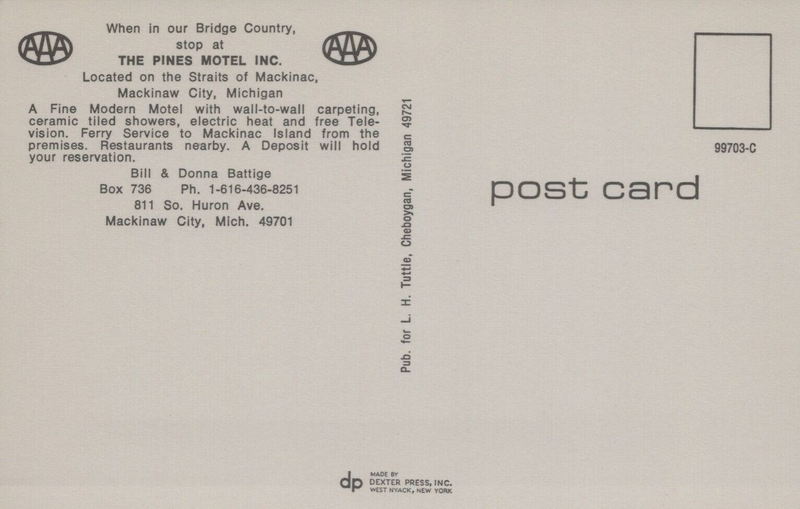 When in our Bridge Country,
stop at
THE PINES MOTEL INC.
Located on the Straits of Mackinac,
Mackinaw City, Michigan
A Fine Modern Motel with wall-to-wall carpeting,
ceramic tiled showers, electric heat and free Tele-
vision. Ferry Service to Mackinac Island from the
premises. Restaurants nearby. A Deposit will hold
your reservation.
Bill & Donna Battige
Box 736 Ph. 1-616-436-8251
811 So. Huron Ave.
Mackinaw City, Mich. 49701
AAA
AAA
Pub. for L. H. Tuttle, Cheboygan, Michigan 49721
99703-C
post card
dp
MADE BY
DEXTER PRESS, INC.
WEST NYACK, NEW YORK